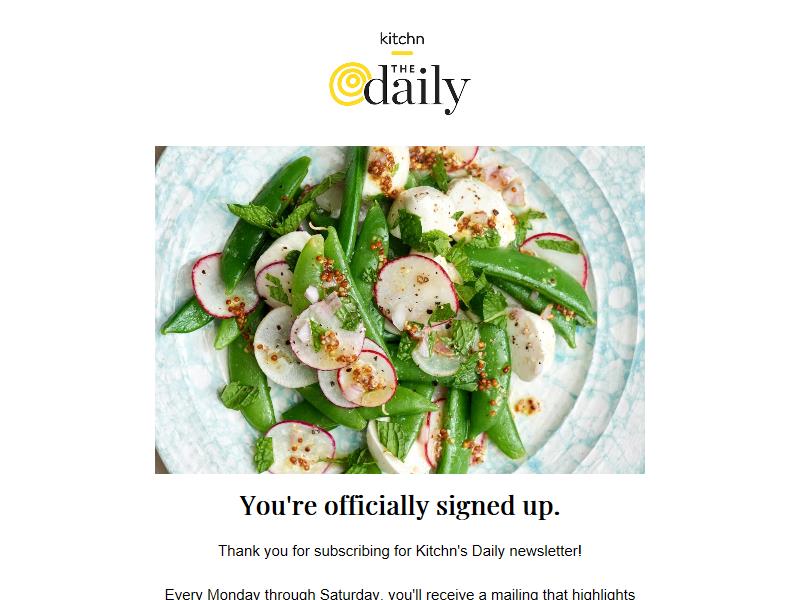 kitchn
THE
daily
You're officially signed up.
Thank you for subscribing for Kitchn's Daily newsletter!
Every Monday through Saturday, you'll receive a mailing that highlights